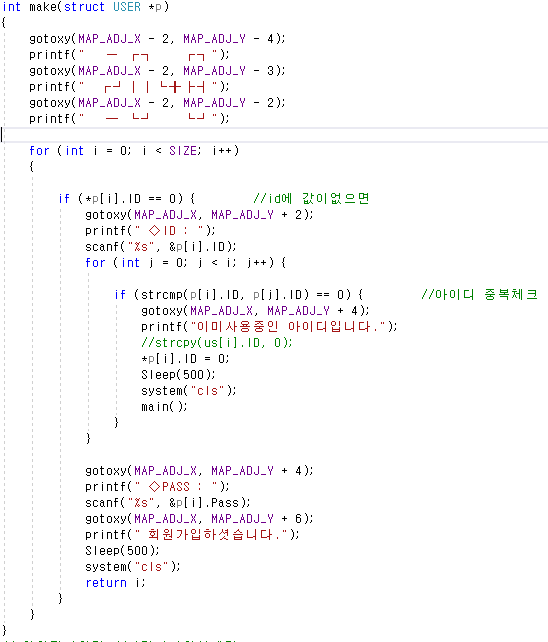 int make(struct USER *p)
{
gotoxy(MAP_ADJ_X - 2, MAP_ADJ_Y - 4);
printf("  ─ ┌┐   ┌┐");
gotoxy(MAP_ADJ_X - 2, MAP_ADJ_Y - 3);
printf("  ┌┘││└╋├┤");
gotoxy(MAP_ADJ_X - 2, MAP_ADJ_Y - 2);
printf("  ─ └┘   └┘");
for (int i = 0; i < SIZE; i++)
{
if (*p[i].ID == 0) { //id에 값이없으면
gotoxy(MAP_ADJ_X, MAP_ADJ_Y + 2);
printf(" ◇ID : ");
scanf("%s", &p[i].ID);
for (int j = 0; j < i; j++) {
if (strcmp(p[i].ID, p[j].ID) == 0) { //아이디 중복체크
gotoxy(MAP_ADJ_X, MAP_ADJ_Y + 4);
printf("이미사용중인 아이디입니다.");
//strcpy(us[i].ID, 0);
*p[i].ID = 0;
Sleep(500);
system("cls");
main();
}
}
gotoxy(MAP_ADJ_X, MAP_ADJ_Y + 4);
printf(" ◇PASS : ");
scanf("%s", &p[i].Pass);
gotoxy(MAP_ADJ_X, MAP_ADJ_Y + 6);
printf(" 회원가입하셧습니다.");
Sleep(500);
system("cls");
return i;
}
}
}